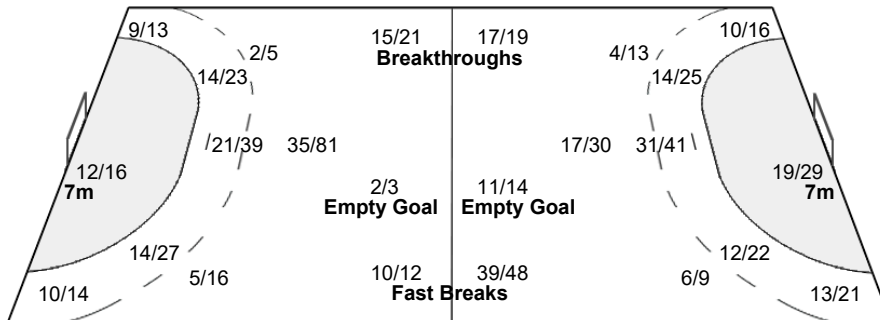 9/13 15/21 17/19 10/16
2/5 Breakthroughs 4/13
14/23 14/25
21/39 35/81 17/30 31/41
12/16 19/29
7m 2/3 11/14 7m
Empty Goal Empty Goal
14/27 12/22
5/16 10/12 39/48 6/9
10/14 Fast Breaks 13/21